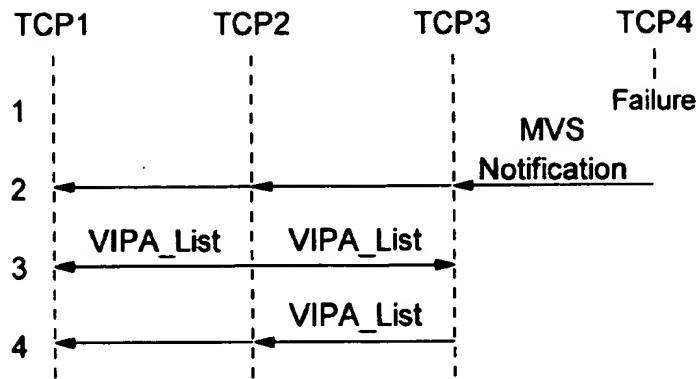 TCP1 TCP2 TCP3 TCP4
1 Failure
MVS
Notification
2
VIPA_List VIPA_List
3
VIPA_List
4